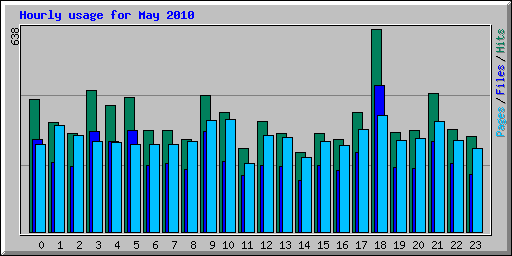 Hourly usage for May 2010
638
Pages / Files / Hits
0 1 2 3 4 5 6 7 8 9 10 11 12 13 14 15 16 17 18 19 20 21 22 23